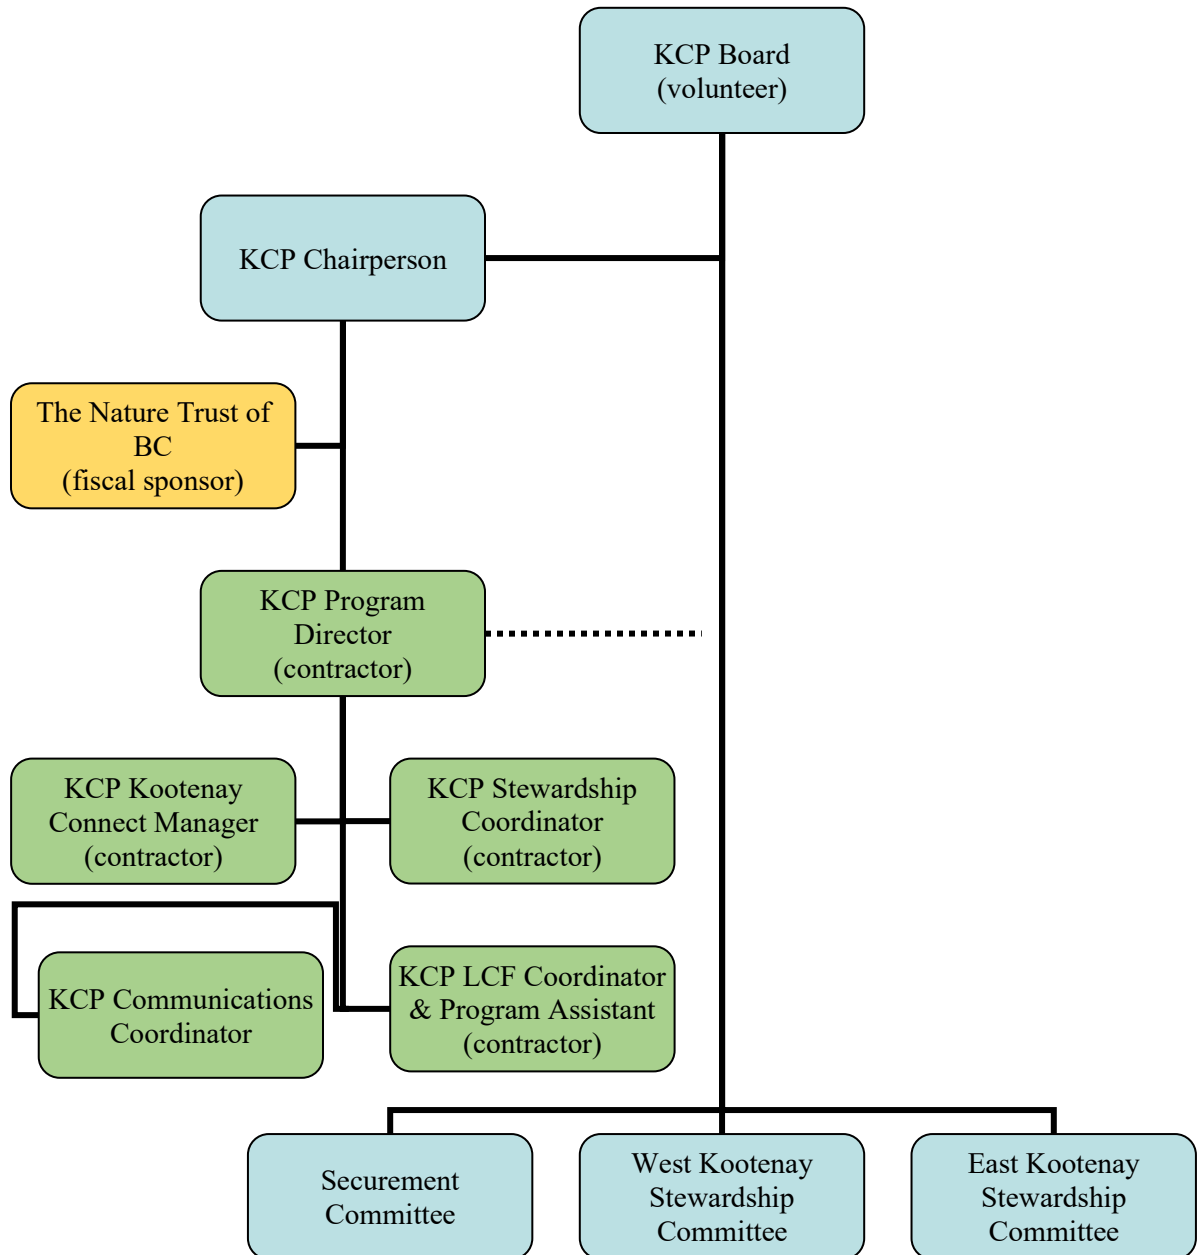 KCP Board
(volunteer)
KCP Chairperson
The Nature Trust of
BC
(fiscal sponsor)
KCP Program
Director
(contractor)
KCP Kootenay
Connect Manager
(contractor)
KCP Stewardship
Coordinator
(contractor)
KCP Communications
Coordinator
KCP LCF Coordinator
& Program Assistant
(contractor)
Securement
Committee
West Kootenay
Stewardship
Committee
East Kootenay
Stewardship
Committee